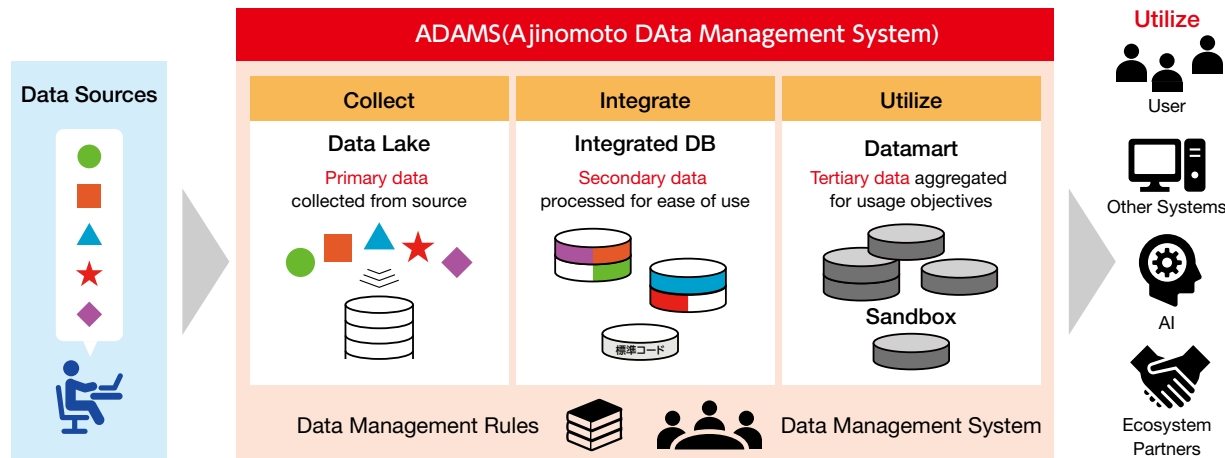 ADAMS(Ajinomoto DAta Management System)
Data Sources
Collect
Data Lake
Primary data
collected from source
Integrate
Integrated DB
Secondary data
processed for ease of use
標準コード
Utilize
Datamart
Tertiary data aggregated
for usage objectives
Sandbox
Data Management Rules
Data Management System
Utilize
User
Other Systems
AI
Ecosystem
Partners